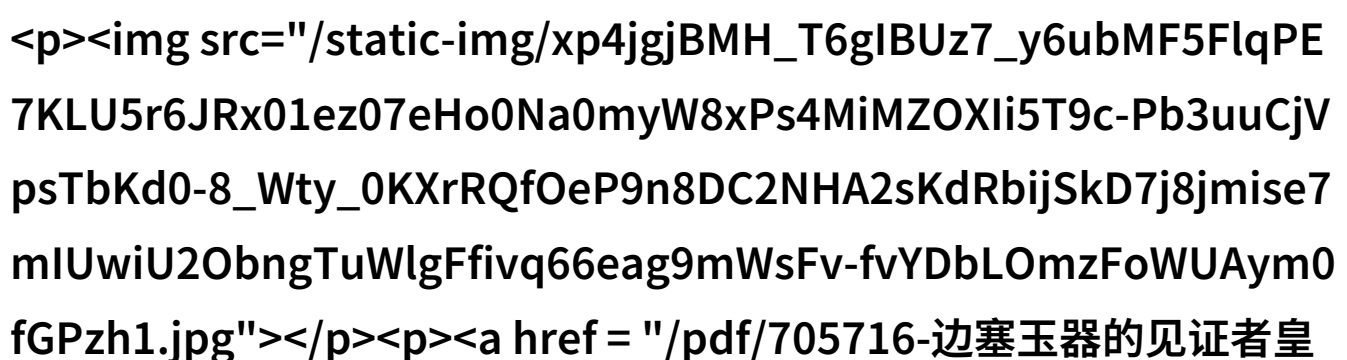 <p><img src="/static-img/xp4jgjBMH_T6gIBUz7_y6ubMF5FlqPE
7KLU5r6JRx01ez07eHo0Na0myW8xPs4MiMZOXIi5T9c-Pb3uuCjV
psTbKd0-8_Wty_0KXrRQfOeP9n8DC2NHA2sKdRbijSkD7j8jmise7
mIUwiU2ObngTuWlgFfivq66eag9mWsFv-fvYDbLOmzFoWUAym0
fGPzh1.jpg"></p><p><a href = "/pdf/705716-边塞玉器的见证者皇